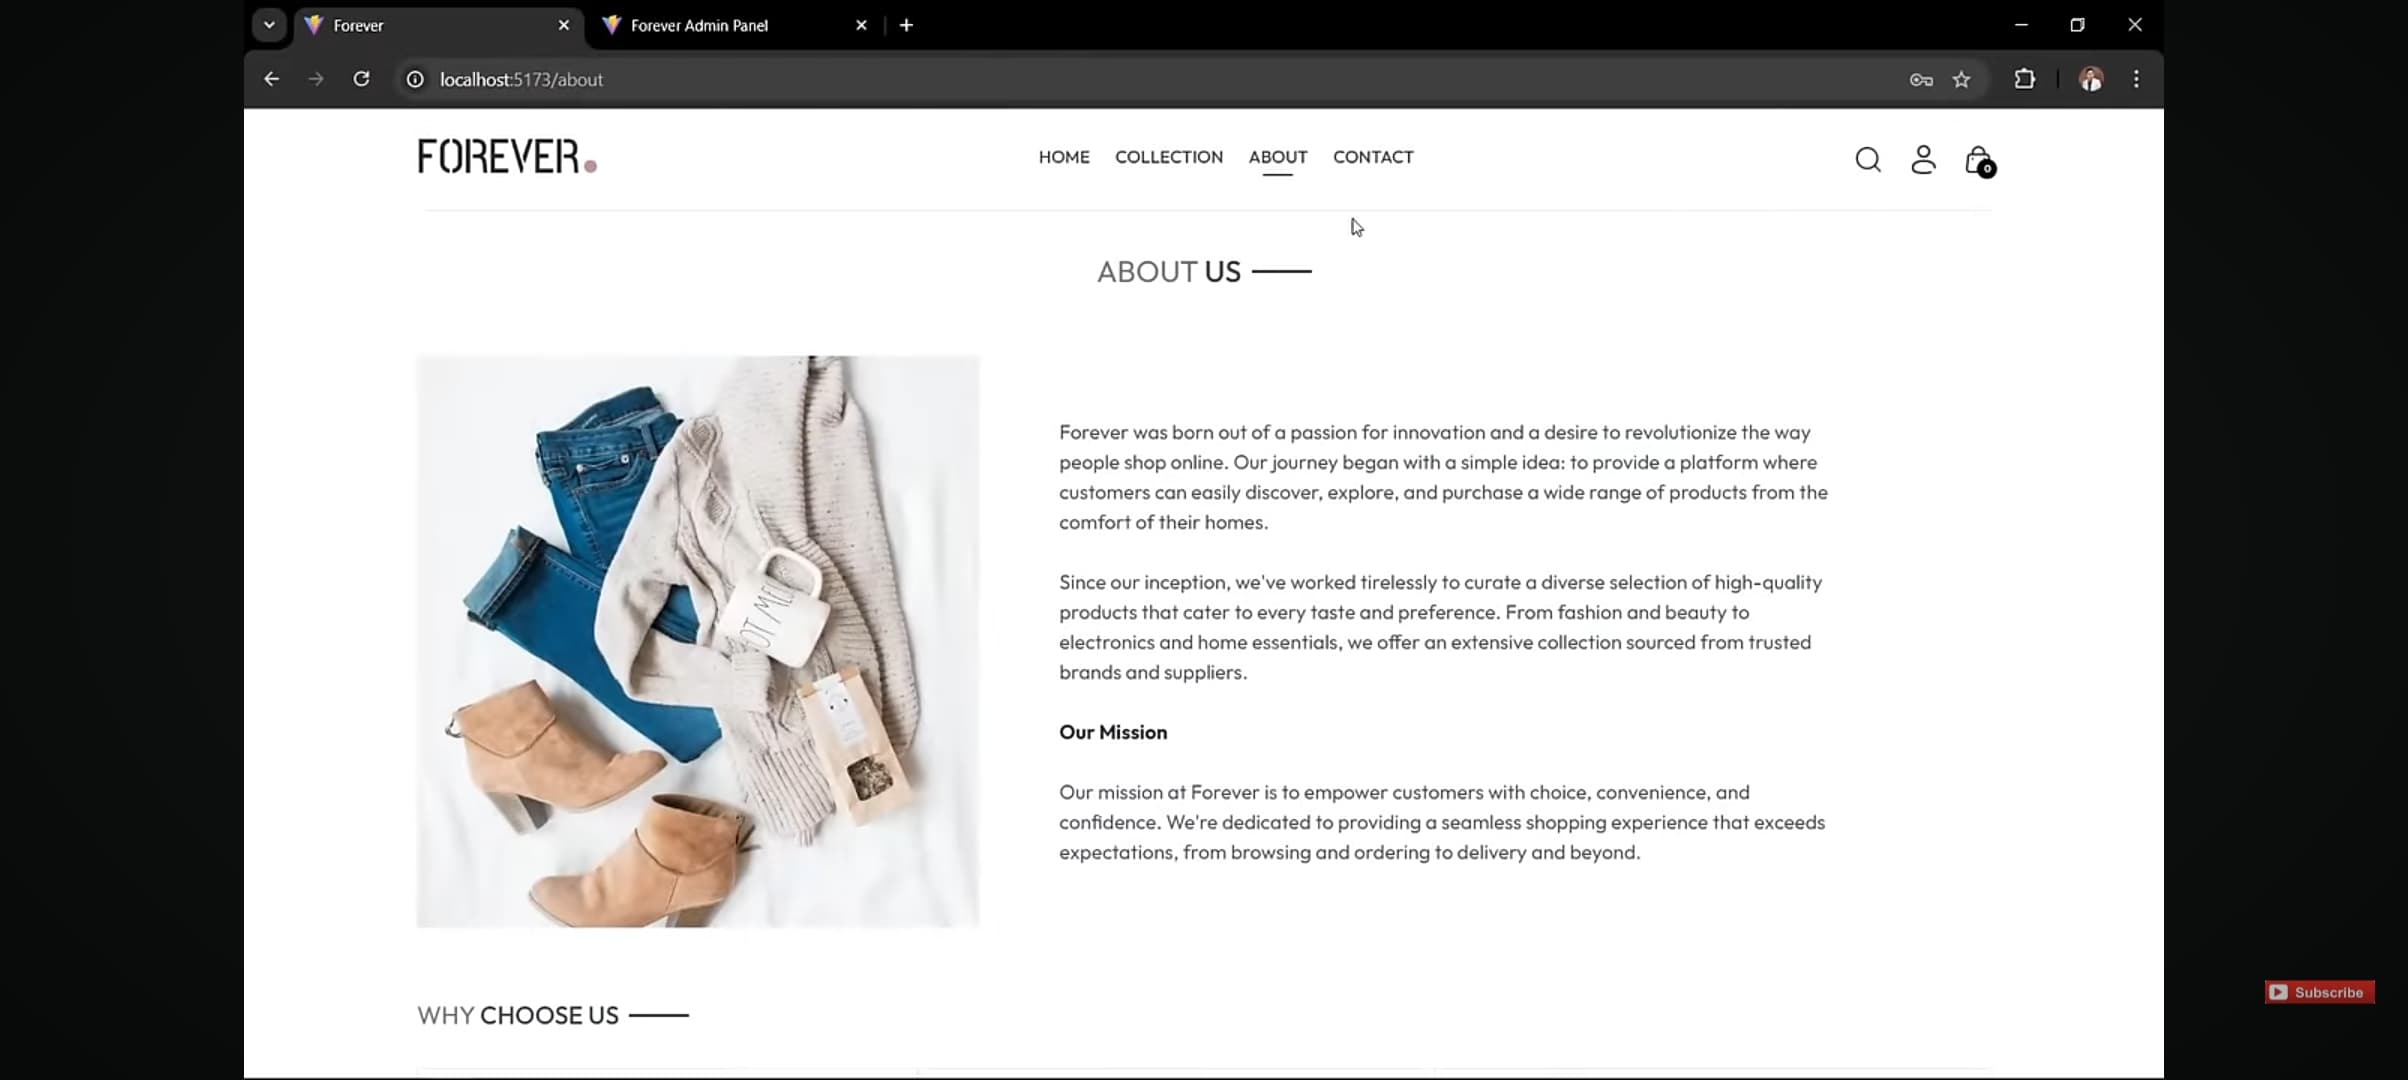 Forever
Forever Admin Panel
localhost:5173/about
FOREVER.
HOME COLLECTION ABOUT CONTACT
0
ABOUT US
Forever was born out of a passion for innovation and a desire to revolutionize the way
people shop online. Our journey began with a simple idea: to provide a platform where
customers can easily discover, explore, and purchase a wide range of products from the
comfort of their homes.
Since our inception, we've worked tirelessly to curate a diverse selection of high-quality
products that cater to every taste and preference. From fashion and beauty to
electronics and home essentials, we offer an extensive collection sourced from trusted
brands and suppliers.
Our Mission
Our mission at Forever is to empower customers with choice, convenience, and
confidence. We're dedicated to providing a seamless shopping experience that exceeds
expectations, from browsing and ordering to delivery and beyond.
WHY CHOOSE US
Subscribe